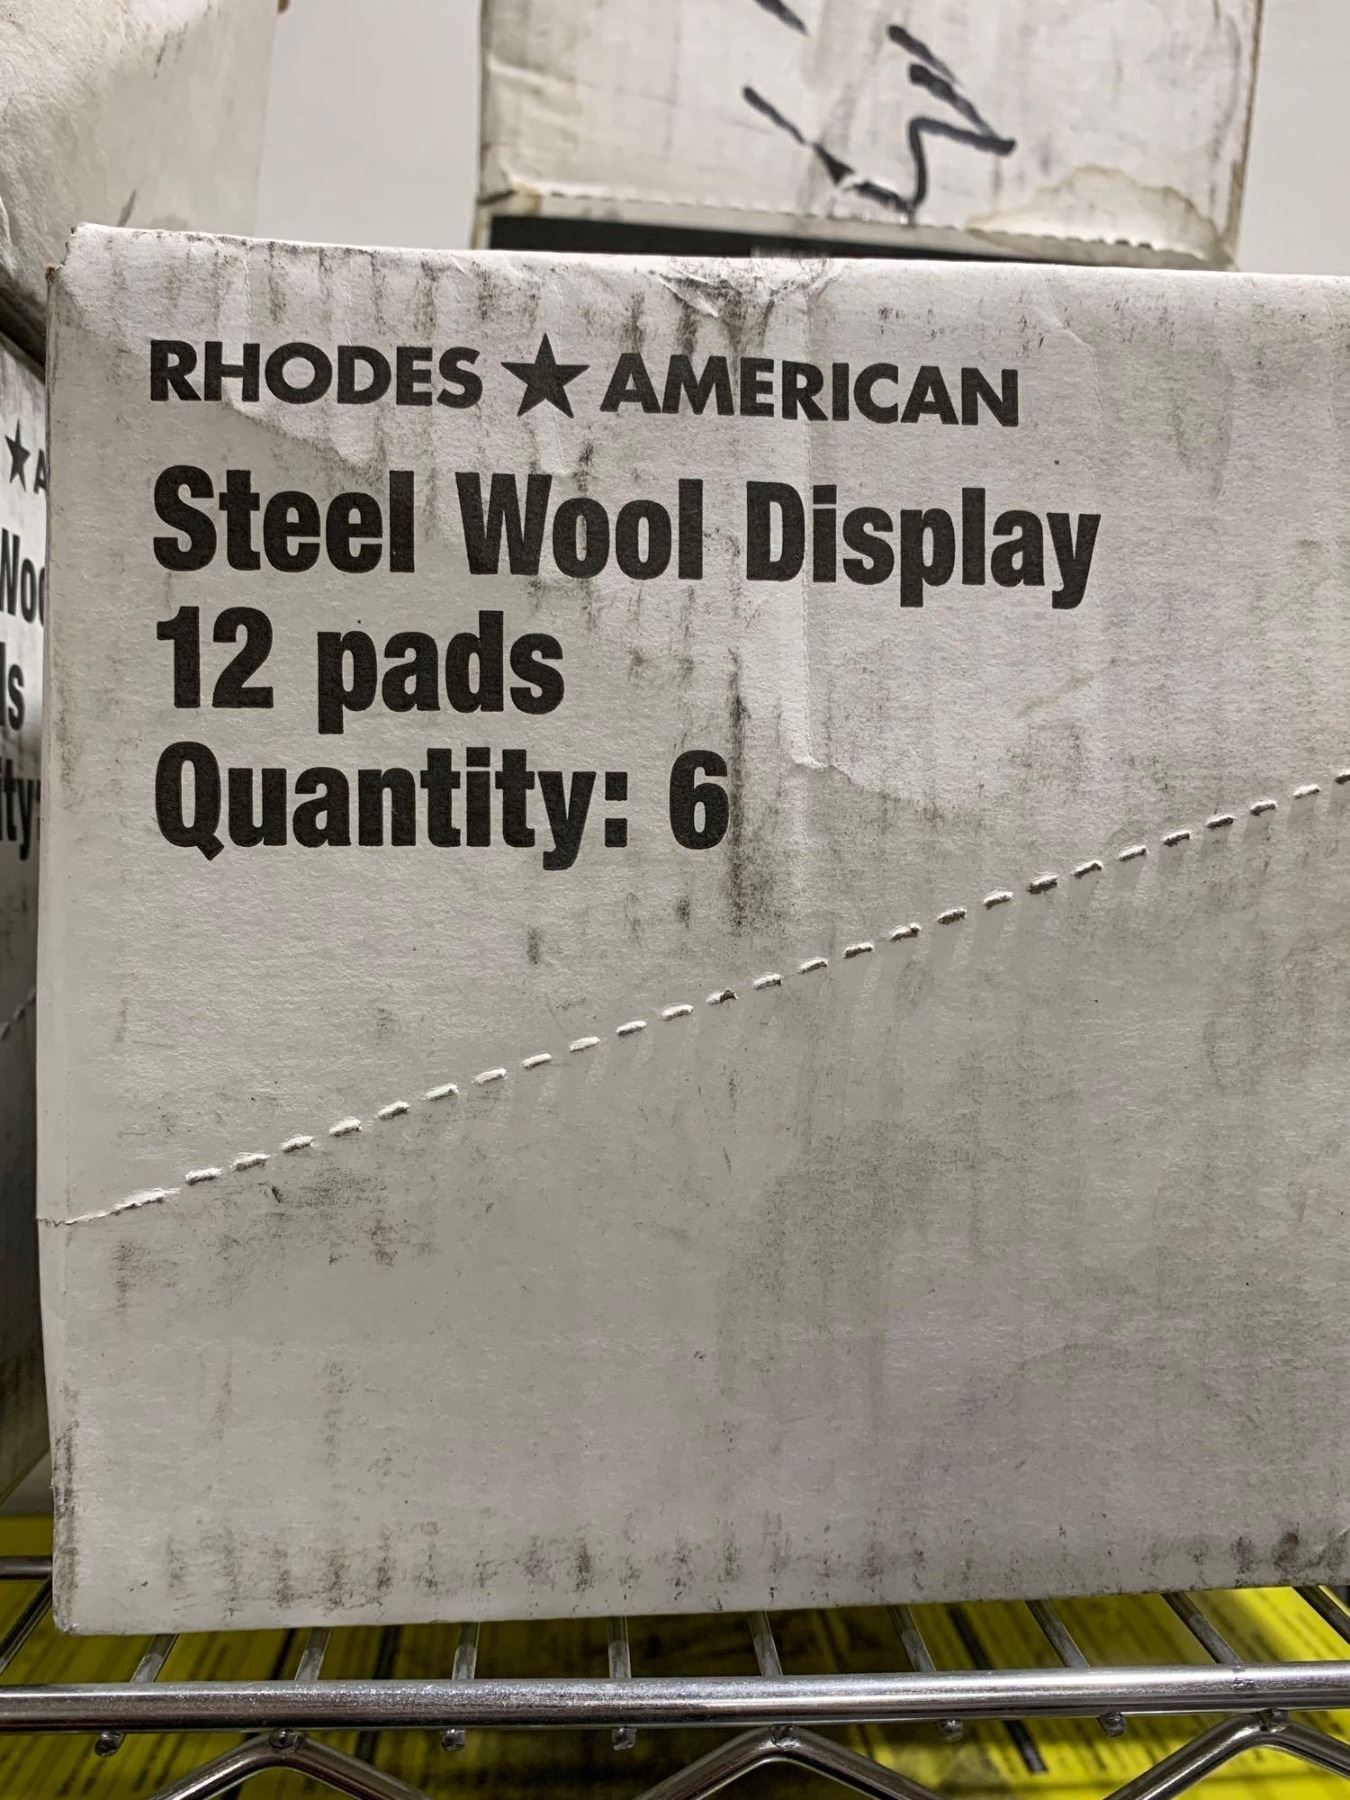 RHODES ★ AMERICAN
Steel Wool Display
12 pads
Quantity: 6